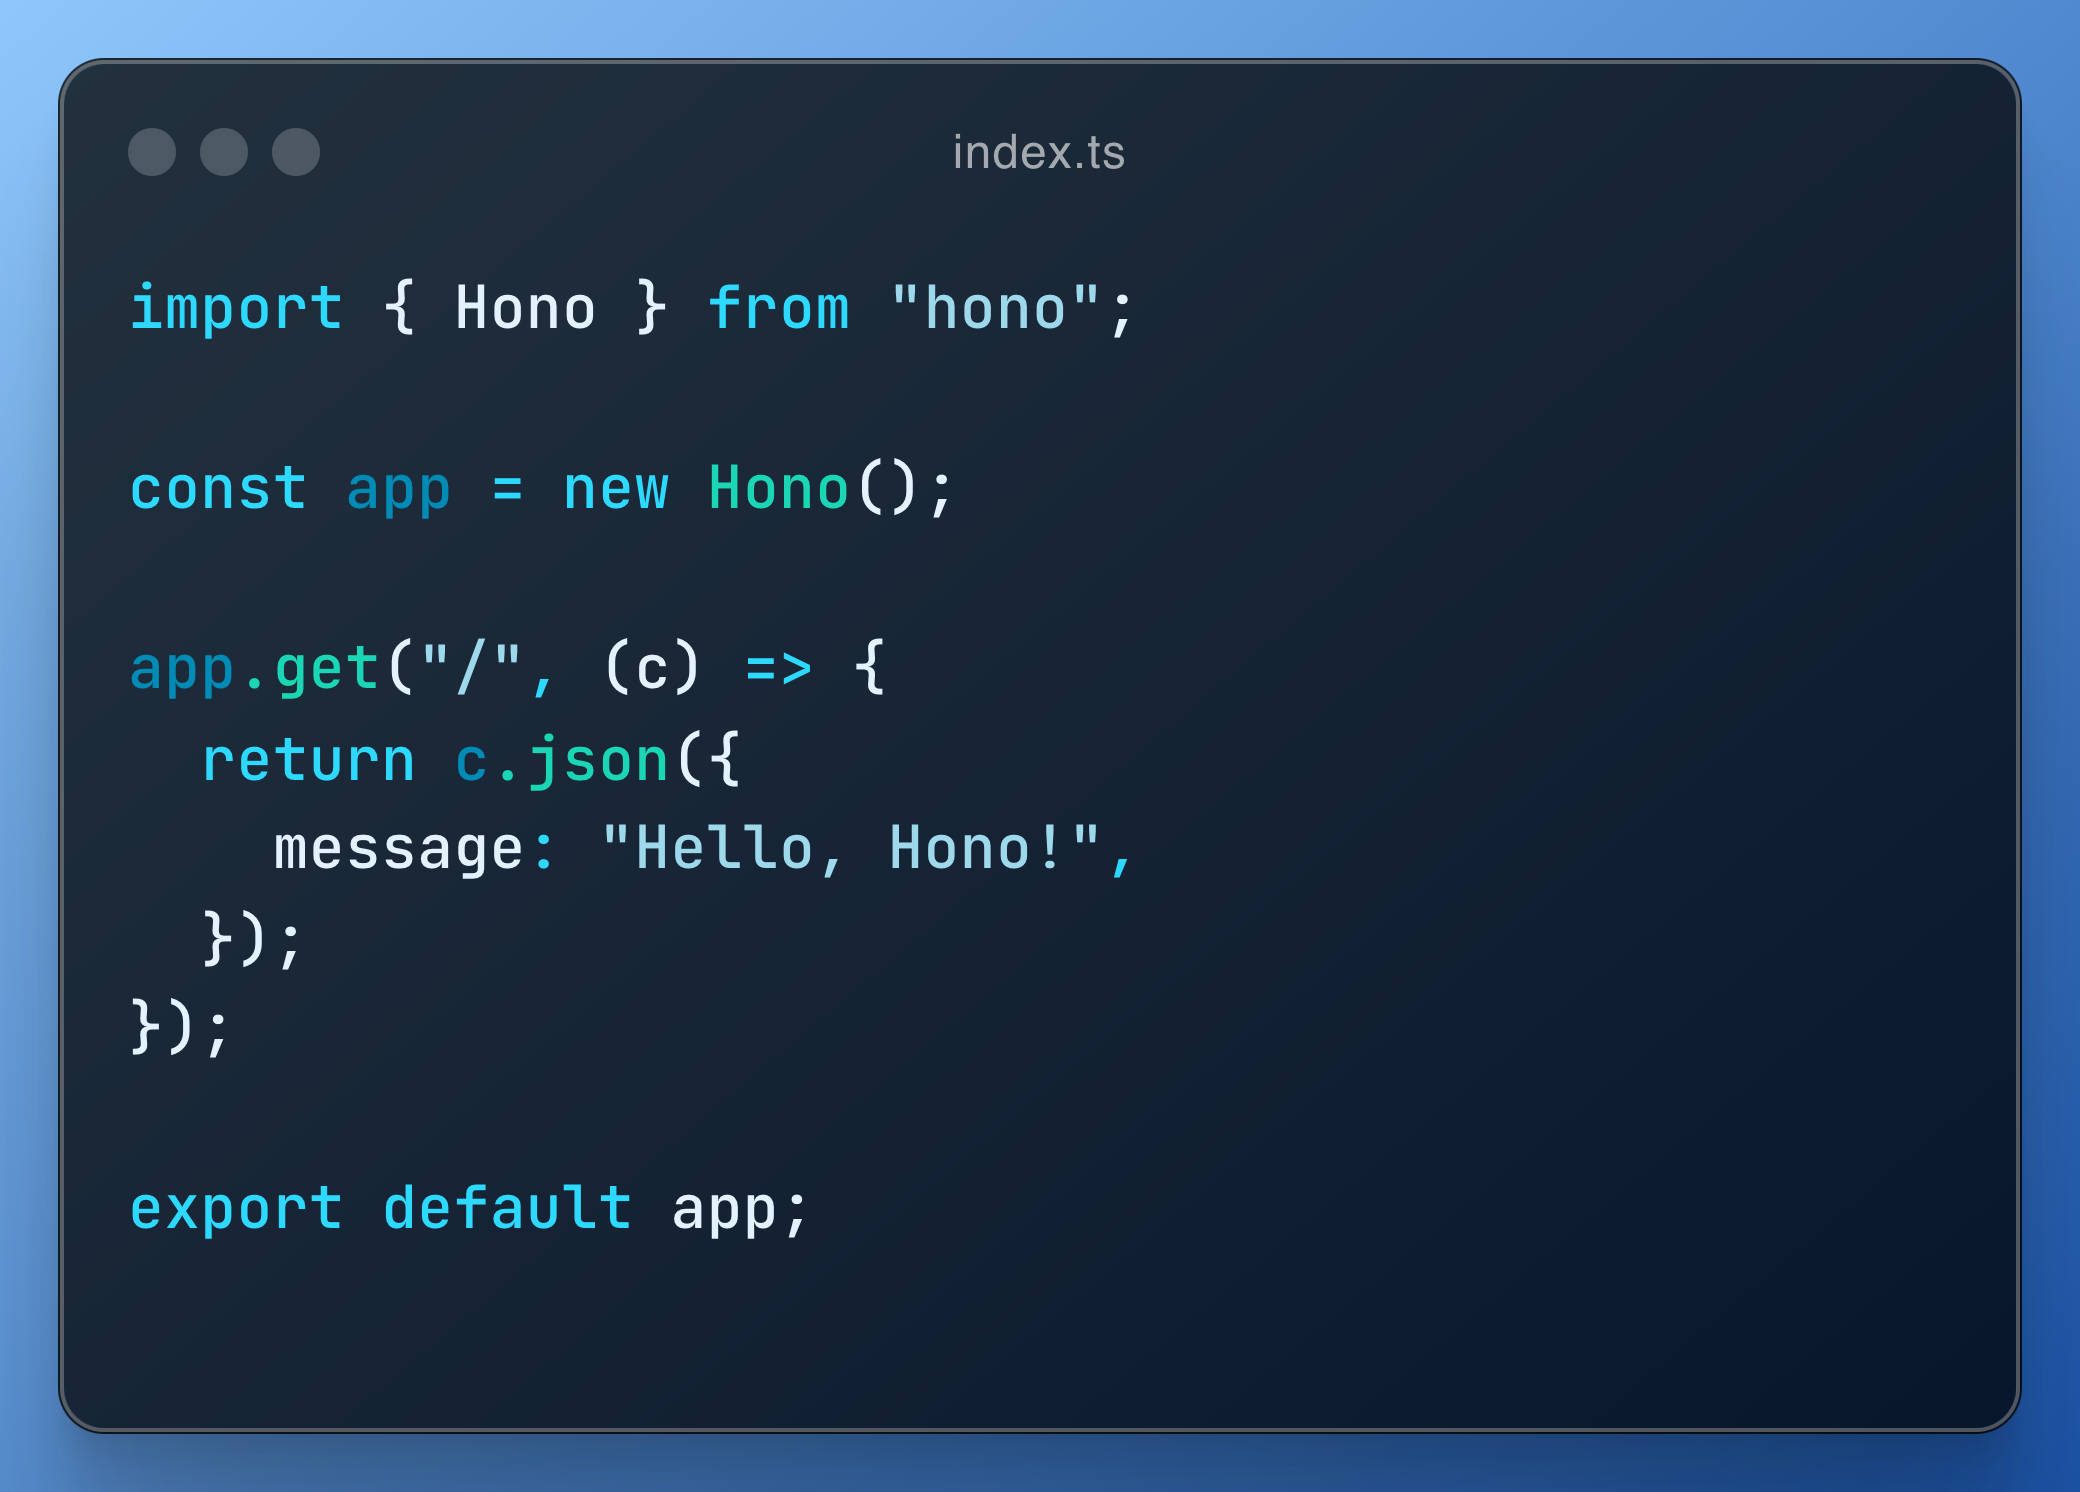 index.ts
import { Hono } from "hono";
const app = new Hono();
app.get("/", (c) => {
  return c.json({
    message: "Hello, Hono!",
  });
});
export default app;